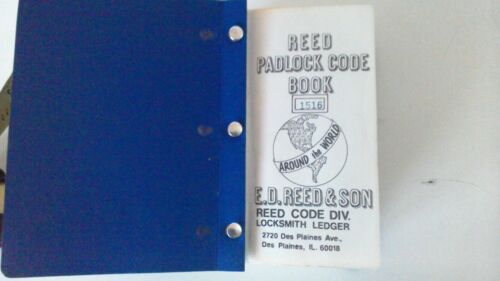 REED
PADLOCK CODE
BOOK
1516
AROUND the WORLD
E.D. REED & SON
REED CODE DIV.
LOCKSMITH LEDGER
2720 Des Plaines Ave.,
Des Plaines, IL. 60018